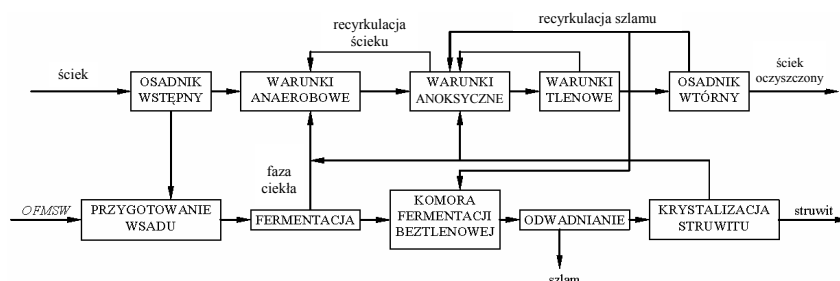 recyrkulacja szlamu
recyrkulacja
ścieku
ściek
OSADNIK
WSTĘPNY
WARUNKI
ANAEROBOWE
WARUNKI
ANOKSYCZNE
WARUNKI
TLENOWE
OSADNIK
WTÓRNY
ściek
oczyszczony
faza
ciekła
OFMSW
PRZYGOTOWANIE
WSADU
FERMENTACJA
KOMORA
FERMENTACJI
BEZTLENOWEJ
ODWADNIANIE
KRYSTALIZACJA
STRUWITU
struwit
szlam